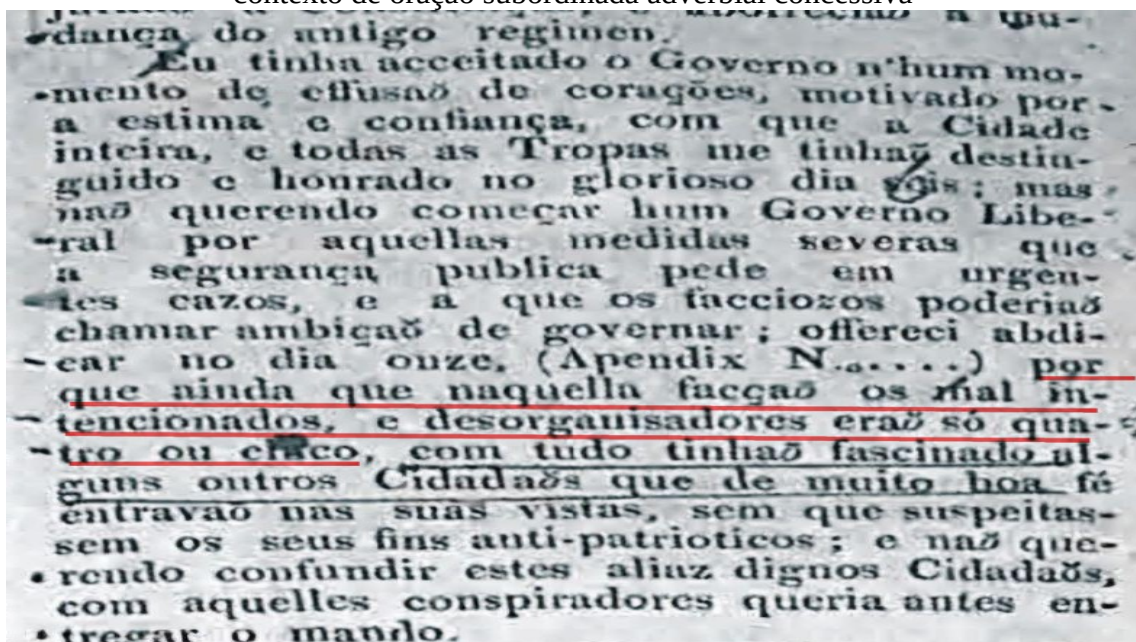 contexto de oração subordinada adverbial concessiva
dança do antigo regimen.
Eu tinha acceitado o Governo n'hum mo-
mento de effusaõ de corações, motivado por
a estima e confiança, com que a Cidade
inteira, e todas as Tropas me tinhaõ destin-
guido e honrado no glorioso dia seis; mas
naõ querendo começar hum Governo Libe-
ral por aquellas medidas severas que
a segurança publica pede em urgen-
tes cazos, e a que os facciozos poderiaõ
chamar ambiçaõ de governar; offereci abdi-
car no dia onze, (Apendix N......) por
que ainda que naquella facçaõ os mal in-
tencionados, e desorganisadores eraõ só qua-
tro ou cinco, com tudo tinhaõ fascinado al-
guns outros Cidadaõs que de muito boa fé
entravaõ nas suas vistas, sem que suspeitas-
sem os seus fins anti-patrioticos; e naõ que-
rendo confundir estes aliaz dignos Cidadaõs,
com aquelles conspiradores queria antes en-
tregar o mando.